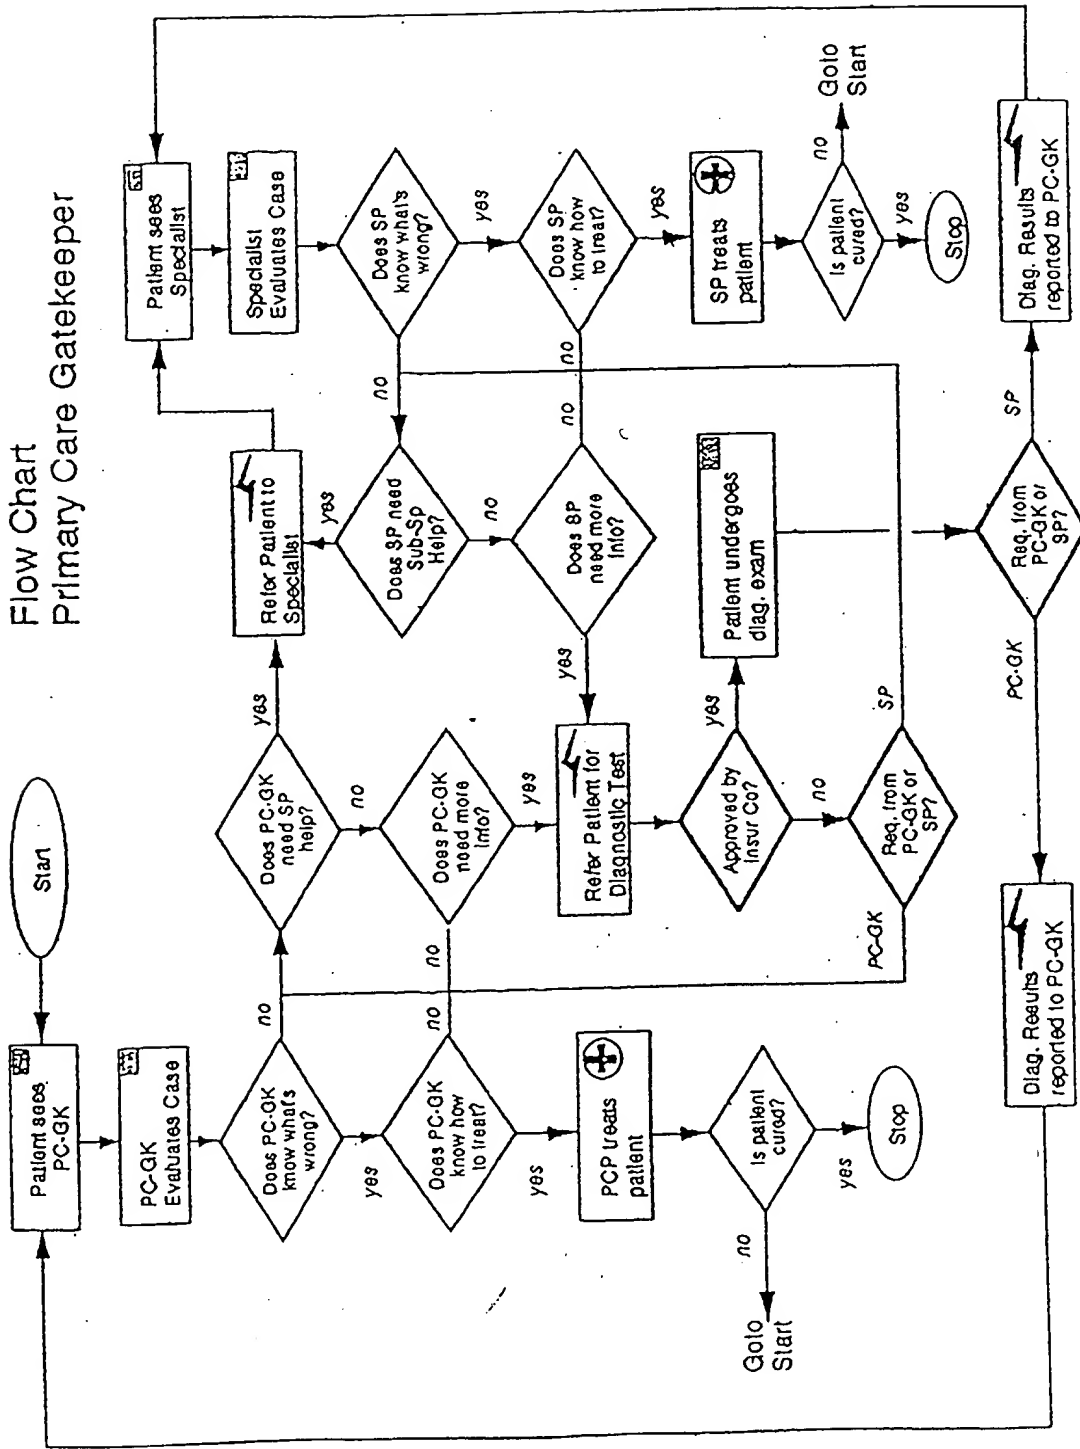 Flow Chart
Primary Care Gatekeeper
Start
Patient sees
PC-GK
PC-GK
Evaluates Case
Does PC-GK
know what's
wrong?
no
yes
Does PC-GK
know how
to treat?
no
yes
PCP treats
patient
Is patient
cured?
no
Goto
Start
yes
Stop
Does PC-GK
need SP
help?
yes
no
Does PC-GK
need more
Info?
no
yes
Refer Patient for
Diagnostic Test
Approved by
Insur Co?
yes
no
Req. from
PC-GK or
SP?
PC-GK
SP
Refer Patient to
Specialist
Does SP need
Sub-Sp
Help?
yes
no
Does SP
need more
Info?
no
yes
Patient undergoes
diag. exam
Patient sees
Specialist
Specialist
Evaluates Case
Does SP
know what's
wrong?
no
yes
Does SP
know how
to treat?
no
yes
SP treats
patient
Is patient
cured?
no
Goto
Start
yes
Stop
Req. from
PC-GK or
SP?
PC-GK
SP
Diag. Results
reported to PC-GK
Diag. Results
reported to PC-GK